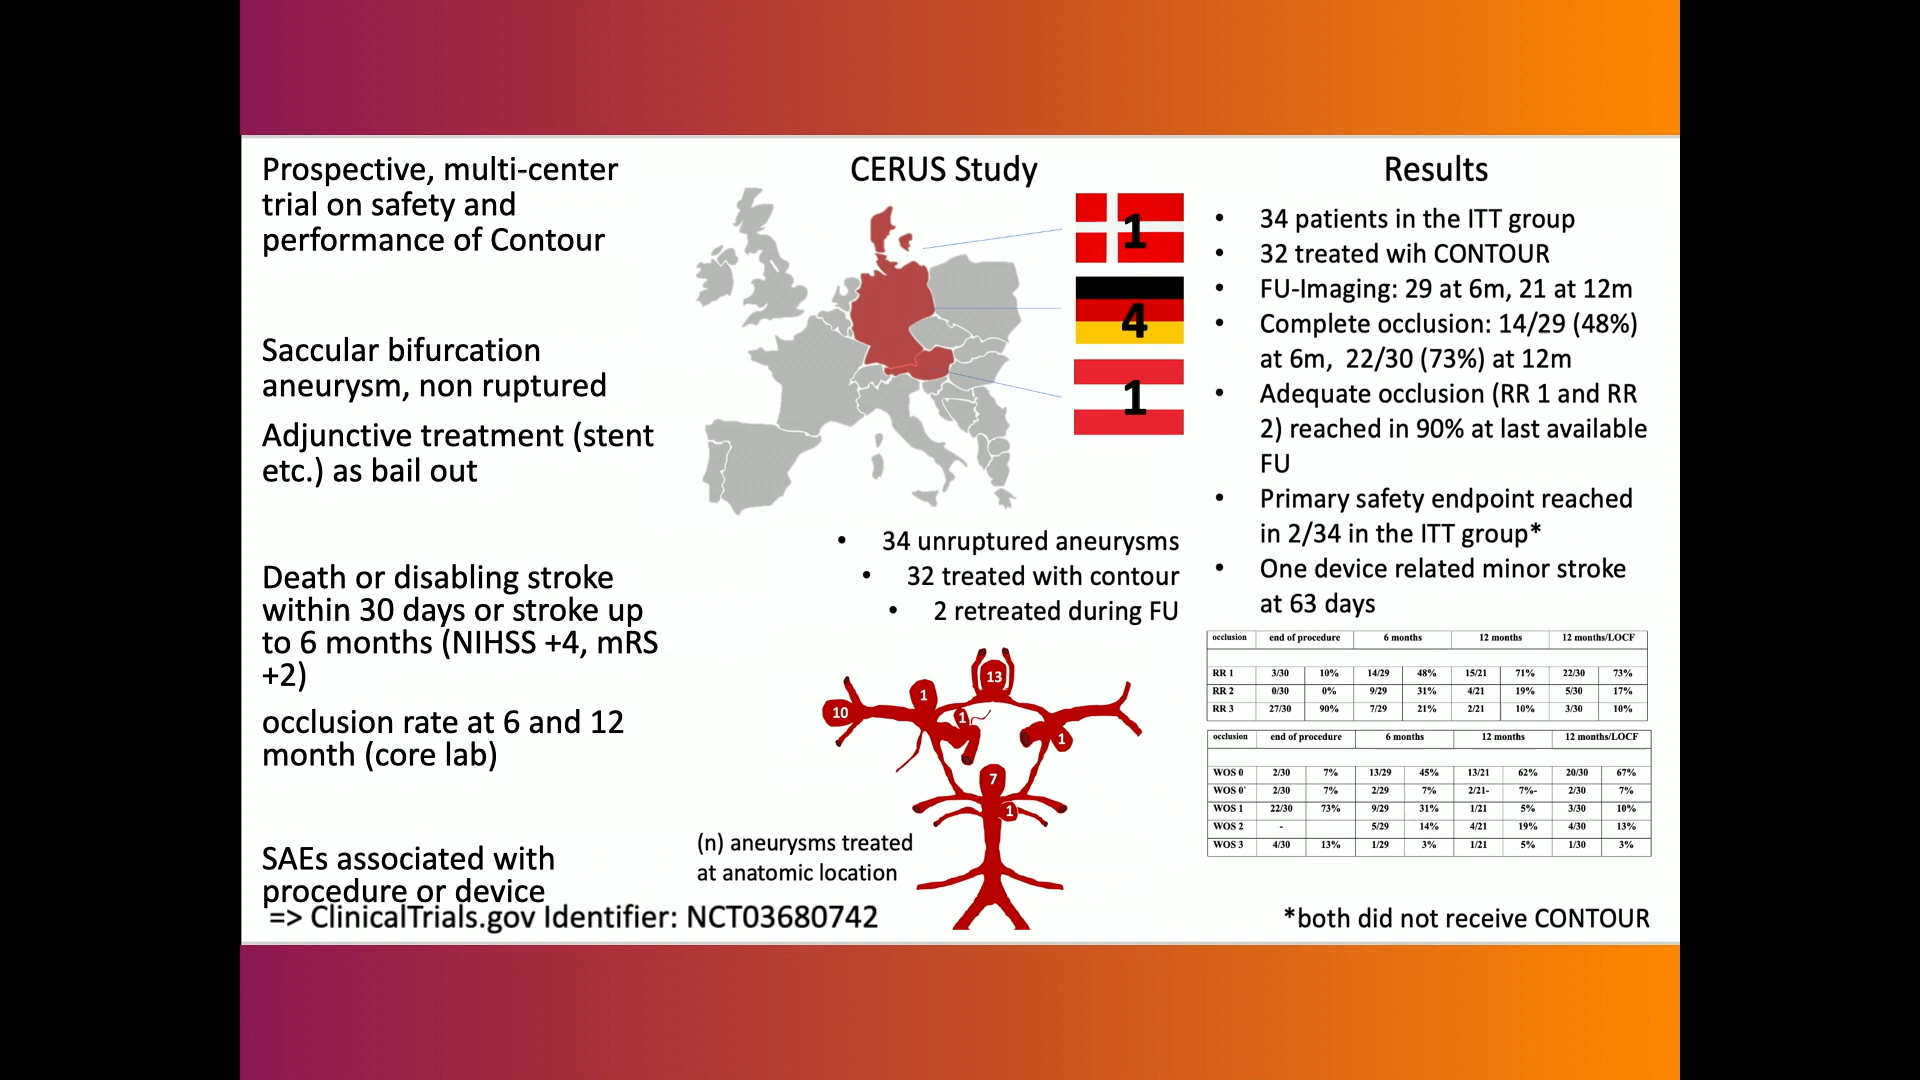 Prospective, multi-center
trial on safety and
performance of Contour
Saccular bifurcation
aneurysm, non ruptured
Adjunctive treatment (stent
etc.) as bail out
Death or disabling stroke
within 30 days or stroke up
to 6 months (NIHSS +4, mRS
+2)
occlusion rate at 6 and 12
month (core lab)
SAEs associated with
procedure or device
=> ClinicalTrials.gov Identifier: NCT03680742
CERUS Study
1
4
1
• 34 unruptured aneurysms
• 32 treated with contour
• 2 retreated during FU
13
1
10
1
1
7
1
(n) aneurysms treated
at anatomic location
Results
• 34 patients in the ITT group
• 32 treated wih CONTOUR
• FU-Imaging: 29 at 6m, 21 at 12m
• Complete occlusion: 14/29 (48%)
at 6m, 22/30 (73%) at 12m
• Adequate occlusion (RR 1 and RR
2) reached in 90% at last available
FU
• Primary safety endpoint reached
in 2/34 in the ITT group*
• One device related minor stroke
at 63 days
occlusion end of procedure 6 months 12 months 12 months/LOCF
RR 1 3/30 10% 14/29 48% 15/21 71% 22/30 73%
RR 2 0/30 0% 9/29 31% 4/21 19% 5/30 17%
RR 3 27/30 90% 7/29 21% 2/21 10% 3/30 10%
occlusion end of procedure 6 months 12 months 12 months/LOCF
WOS 0 2/30 7% 13/29 45% 13/21 62% 20/30 67%
WOS 0` 2/30 7% 2/29 7% 2/21- 7%- 2/30 7%
WOS 1 22/30 73% 9/29 31% 1/21 5% 3/30 10%
WOS 2 - 5/29 14% 4/21 19% 4/30 13%
WOS 3 4/30 13% 1/29 3% 1/21 5% 1/30 3%
*both did not receive CONTOUR